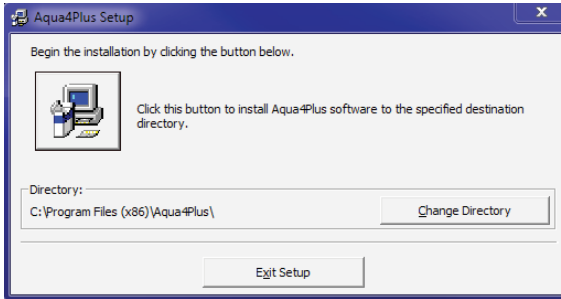 Aqua4Plus Setup
x
Begin the installation by clicking the button below.
Click this button to install Aqua4Plus software to the specified destination
directory.
Directory:
C:\Program Files (x86)\Aqua4Plus\
Change Directory
Exit Setup